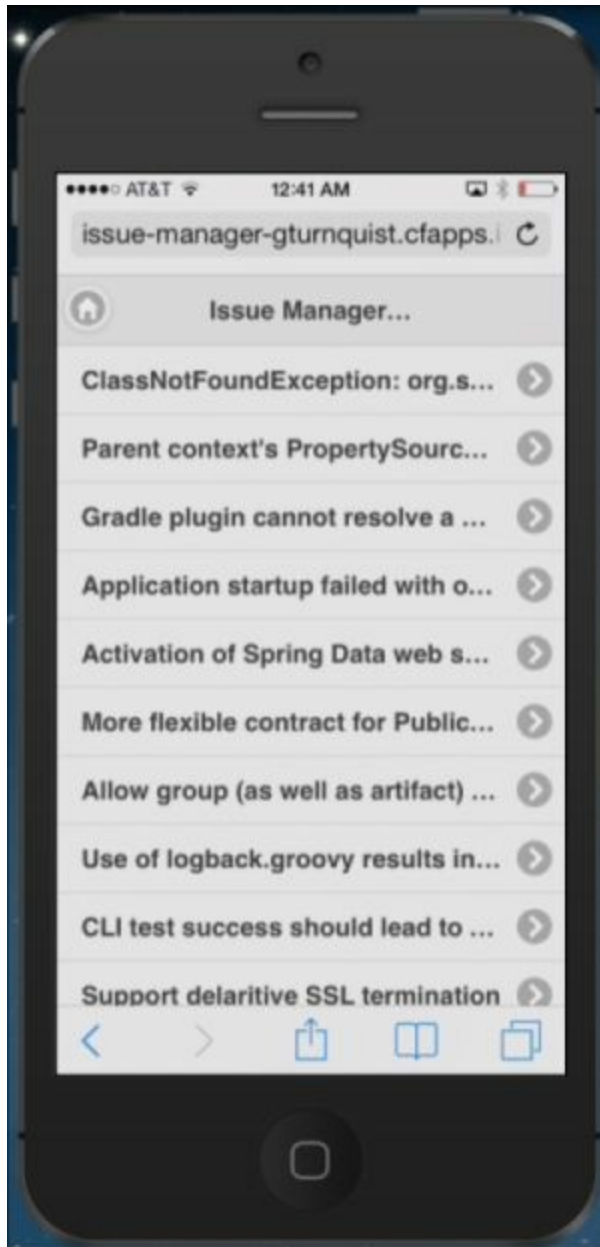 AT&T 12:41 AM
issue-manager-gturnquist.cfapps.i
Issue Manager...
ClassNotFoundException: org.s...
Parent context's PropertySourc...
Gradle plugin cannot resolve a ...
Application startup failed with o...
Activation of Spring Data web s...
More flexible contract for Public...
Allow group (as well as artifact) ...
Use of logback.groovy results in...
CLI test success should lead to ...
Support delaritive SSL termination